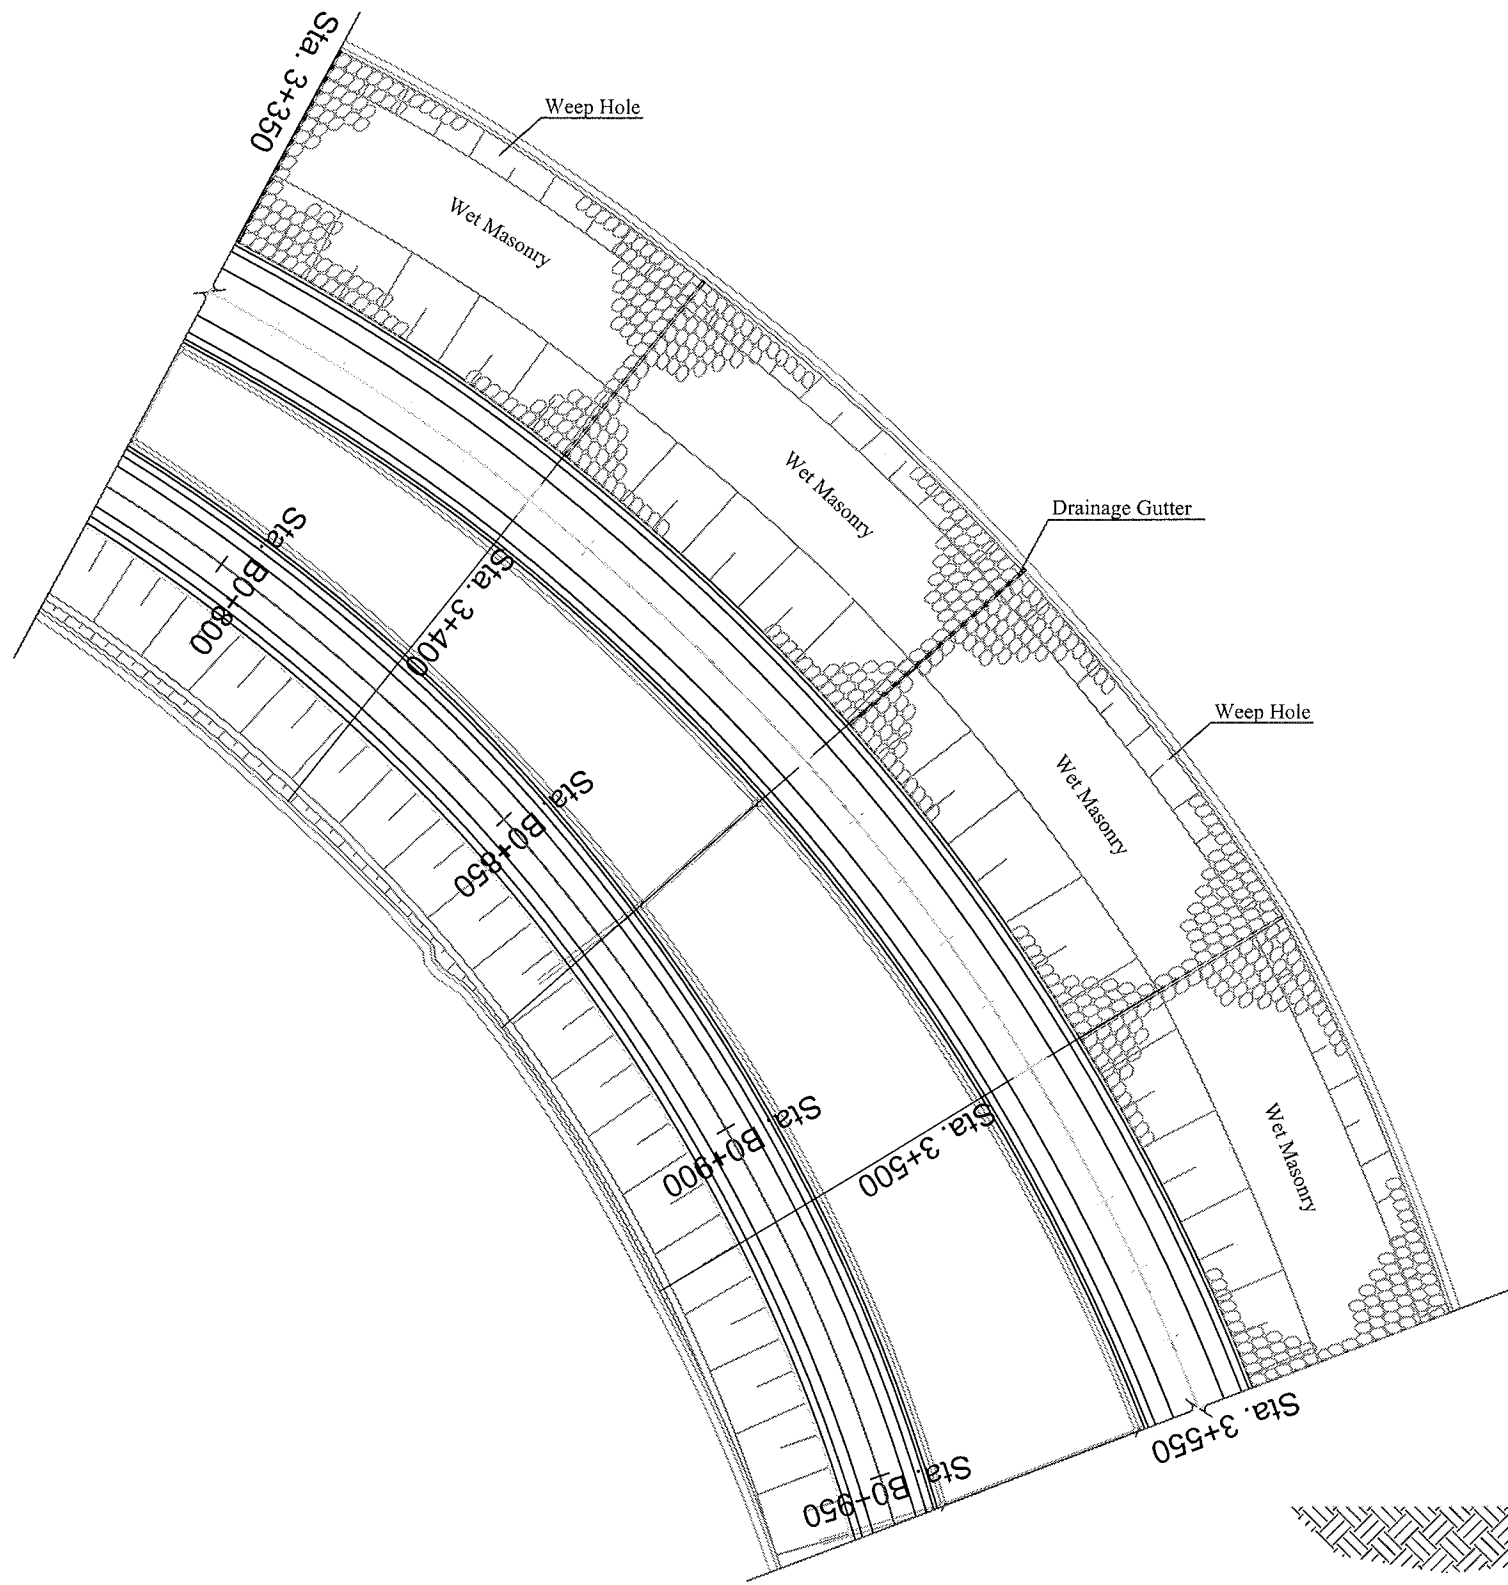 Sta. 3+350
Weep Hole
Wet Masonry
Wet Masonry
Drainage Gutter
Sta. B0+800
Sta. 3+400
Weep Hole
Wet Masonry
Sta. B0+850
Sta. B0+900
Sta. 3+500
Wet Masonry
Sta. 3+550
Sta. B0+950